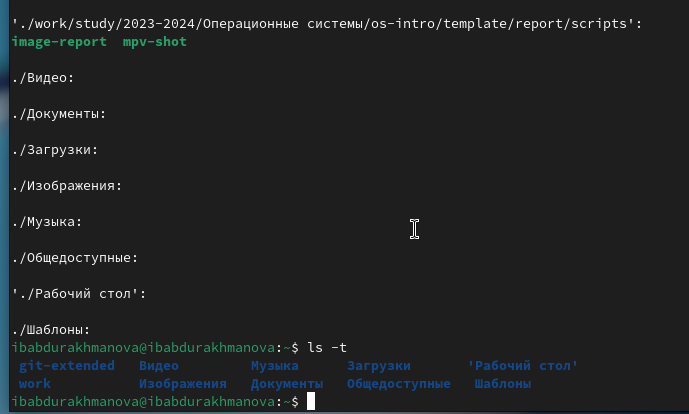 './work/study/2023-2024/Операционные системы/os-intro/template/report/scripts':
image-report  mpv-shot
./Видео:
./Документы:
./Загрузки:
./Изображения:
./Музыка:
./Общедоступные:
'./Рабочий стол':
./Шаблоны:
ibabdurakhmanova@ibabdurakhmanova:~$ ls -t
git-extended   Видео         Музыка      Загрузки       'Рабочий стол'
work           Изображения   Документы   Общедоступные   Шаблоны
ibabdurakhmanova@ibabdurakhmanova:~$